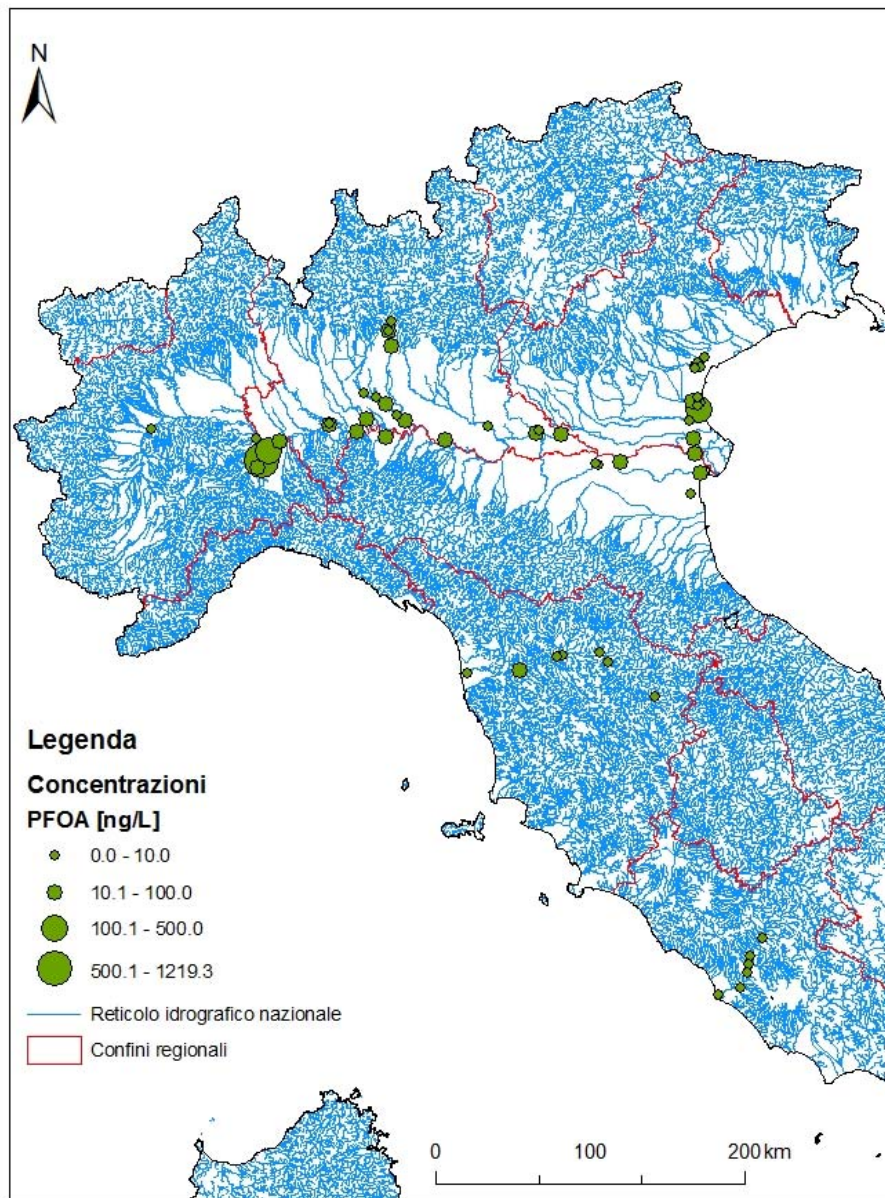 N
Legenda
Concentrazioni
PFOA [ng/L]
0.0 - 10.0
10.1 - 100.0
100.1 - 500.0
500.1 - 1219.3
Reticolo idrografico nazionale
Confini regionali
0 100 200 km